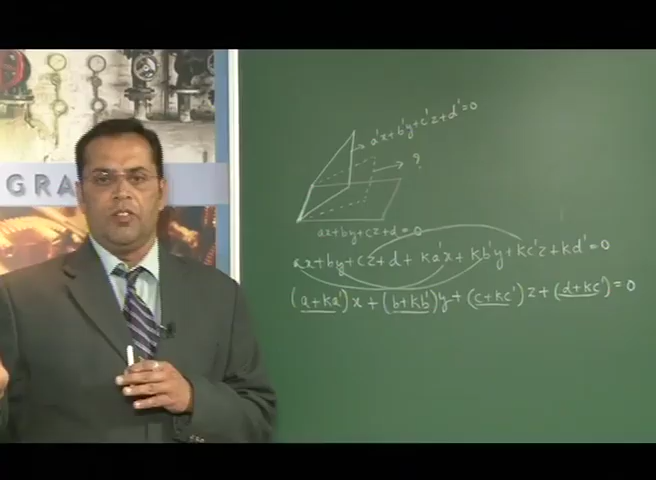 GRA
a'x+b'y+c'z+d'=0
?
ax+by+cz+d=0
ax+by+cz+d + ka'x+kb'y+kc'z+kd'=0
(a+ka')x+(b+kb')y+(c+kc')z+(d+kc')=0